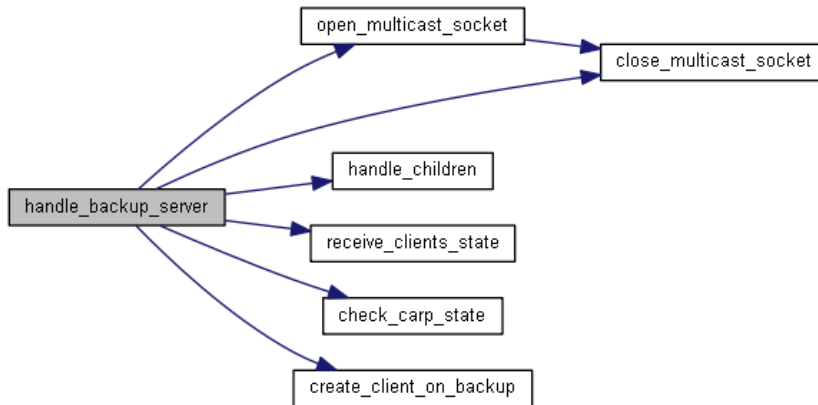 open_multicast_socket
close_multicast_socket
handle_children
handle_backup_server
receive_clients_state
check_carp_state
create_client_on_backup